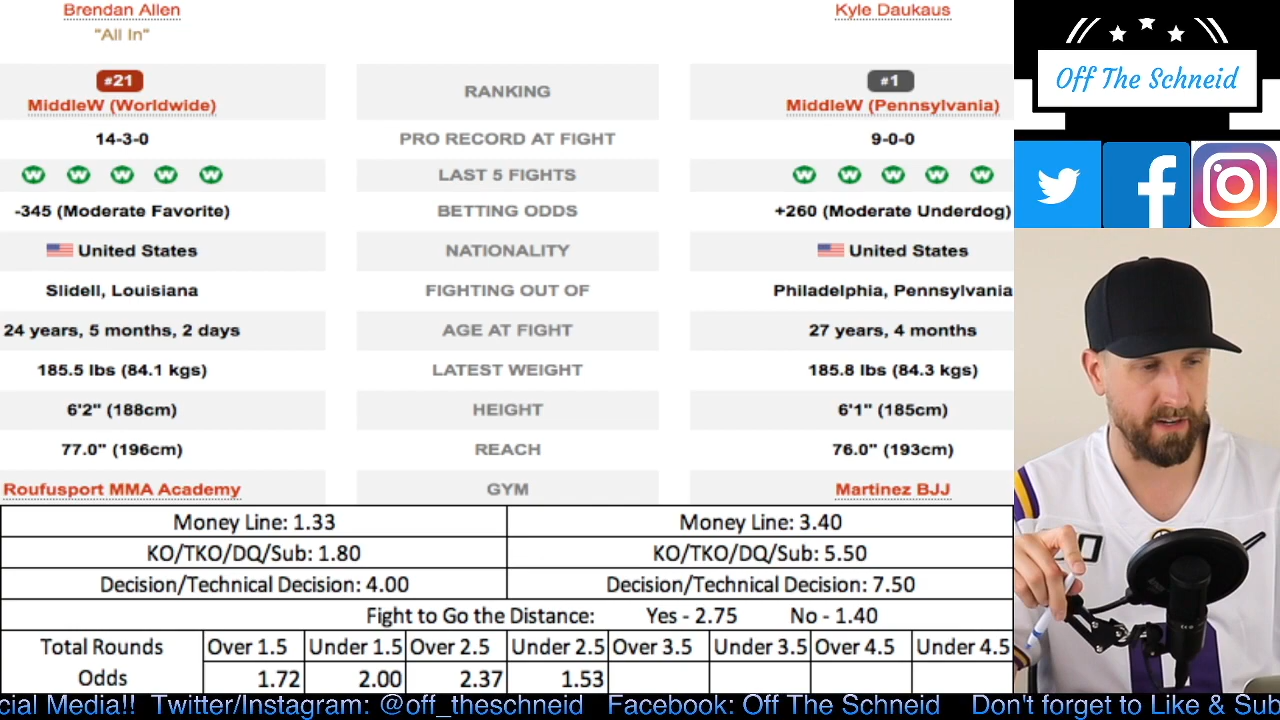 Brendan Allen Kyle Daukaus
"All In"
#21 #1
MiddleW (Worldwide) RANKING MiddleW (Pennsylvania)
14-3-0 PRO RECORD AT FIGHT 9-0-0
W W W W W LAST 5 FIGHTS W W W W W
-345 (Moderate Favorite) BETTING ODDS +260 (Moderate Underdog)
United States NATIONALITY United States
Slidell, Louisiana FIGHTING OUT OF Philadelphia, Pennsylvania
24 years, 5 months, 2 days AGE AT FIGHT 27 years, 4 months
185.5 lbs (84.1 kgs) LATEST WEIGHT 185.8 lbs (84.3 kgs)
6'2" (188cm) HEIGHT 6'1" (185cm)
77.0" (196cm) REACH 76.0" (193cm)
Roufusport MMA Academy GYM Martinez BJJ
Money Line: 1.33 Money Line: 3.40
KO/TKO/DQ/Sub: 1.80 KO/TKO/DQ/Sub: 5.50
Decision/Technical Decision: 4.00 Decision/Technical Decision: 7.50
Fight to Go the Distance: Yes - 2.75 No - 1.40
Total Rounds Over 1.5 Under 1.5 Over 2.5 Under 2.5 Over 3.5 Under 3.5 Over 4.5 Under 4.5
Odds 1.72 2.00 2.37 1.53
Off The Schneid
cial Media!! Twitter/Instagram: @off_theschneid Facebook: Off The Schneid Don't forget to Like & Sub